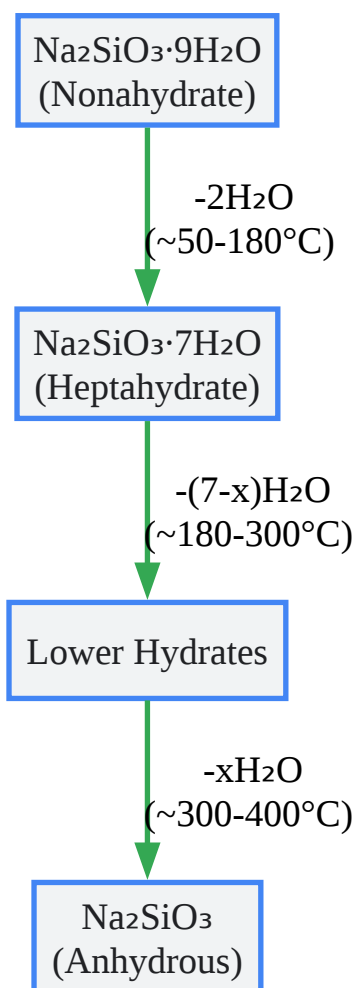 Na₂SiO₃·9H₂O
(Nonahydrate)
-2H₂O
(~50-180°C)
Na₂SiO₃·7H₂O
(Heptahydrate)
-(7-x)H₂O
(~180-300°C)
Lower Hydrates
-xH₂O
(~300-400°C)
Na₂SiO₃
(Anhydrous)